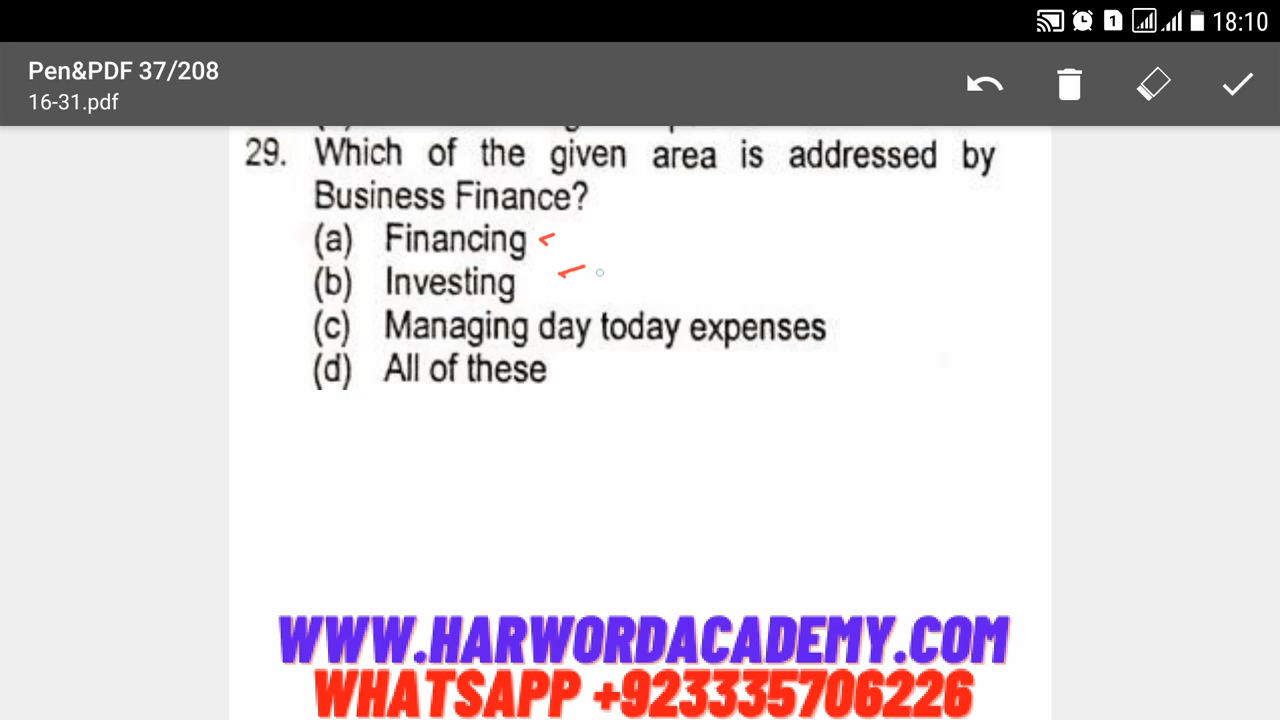 1 18:10
Pen&PDF 37/208
16-31.pdf
29. Which of the given area is addressed by
Business Finance?
(a) Financing
(b) Investing
(c) Managing day today expenses
(d) All of these
WWW.HARWORDACADEMY.COM
WHATSAPP +923335706226